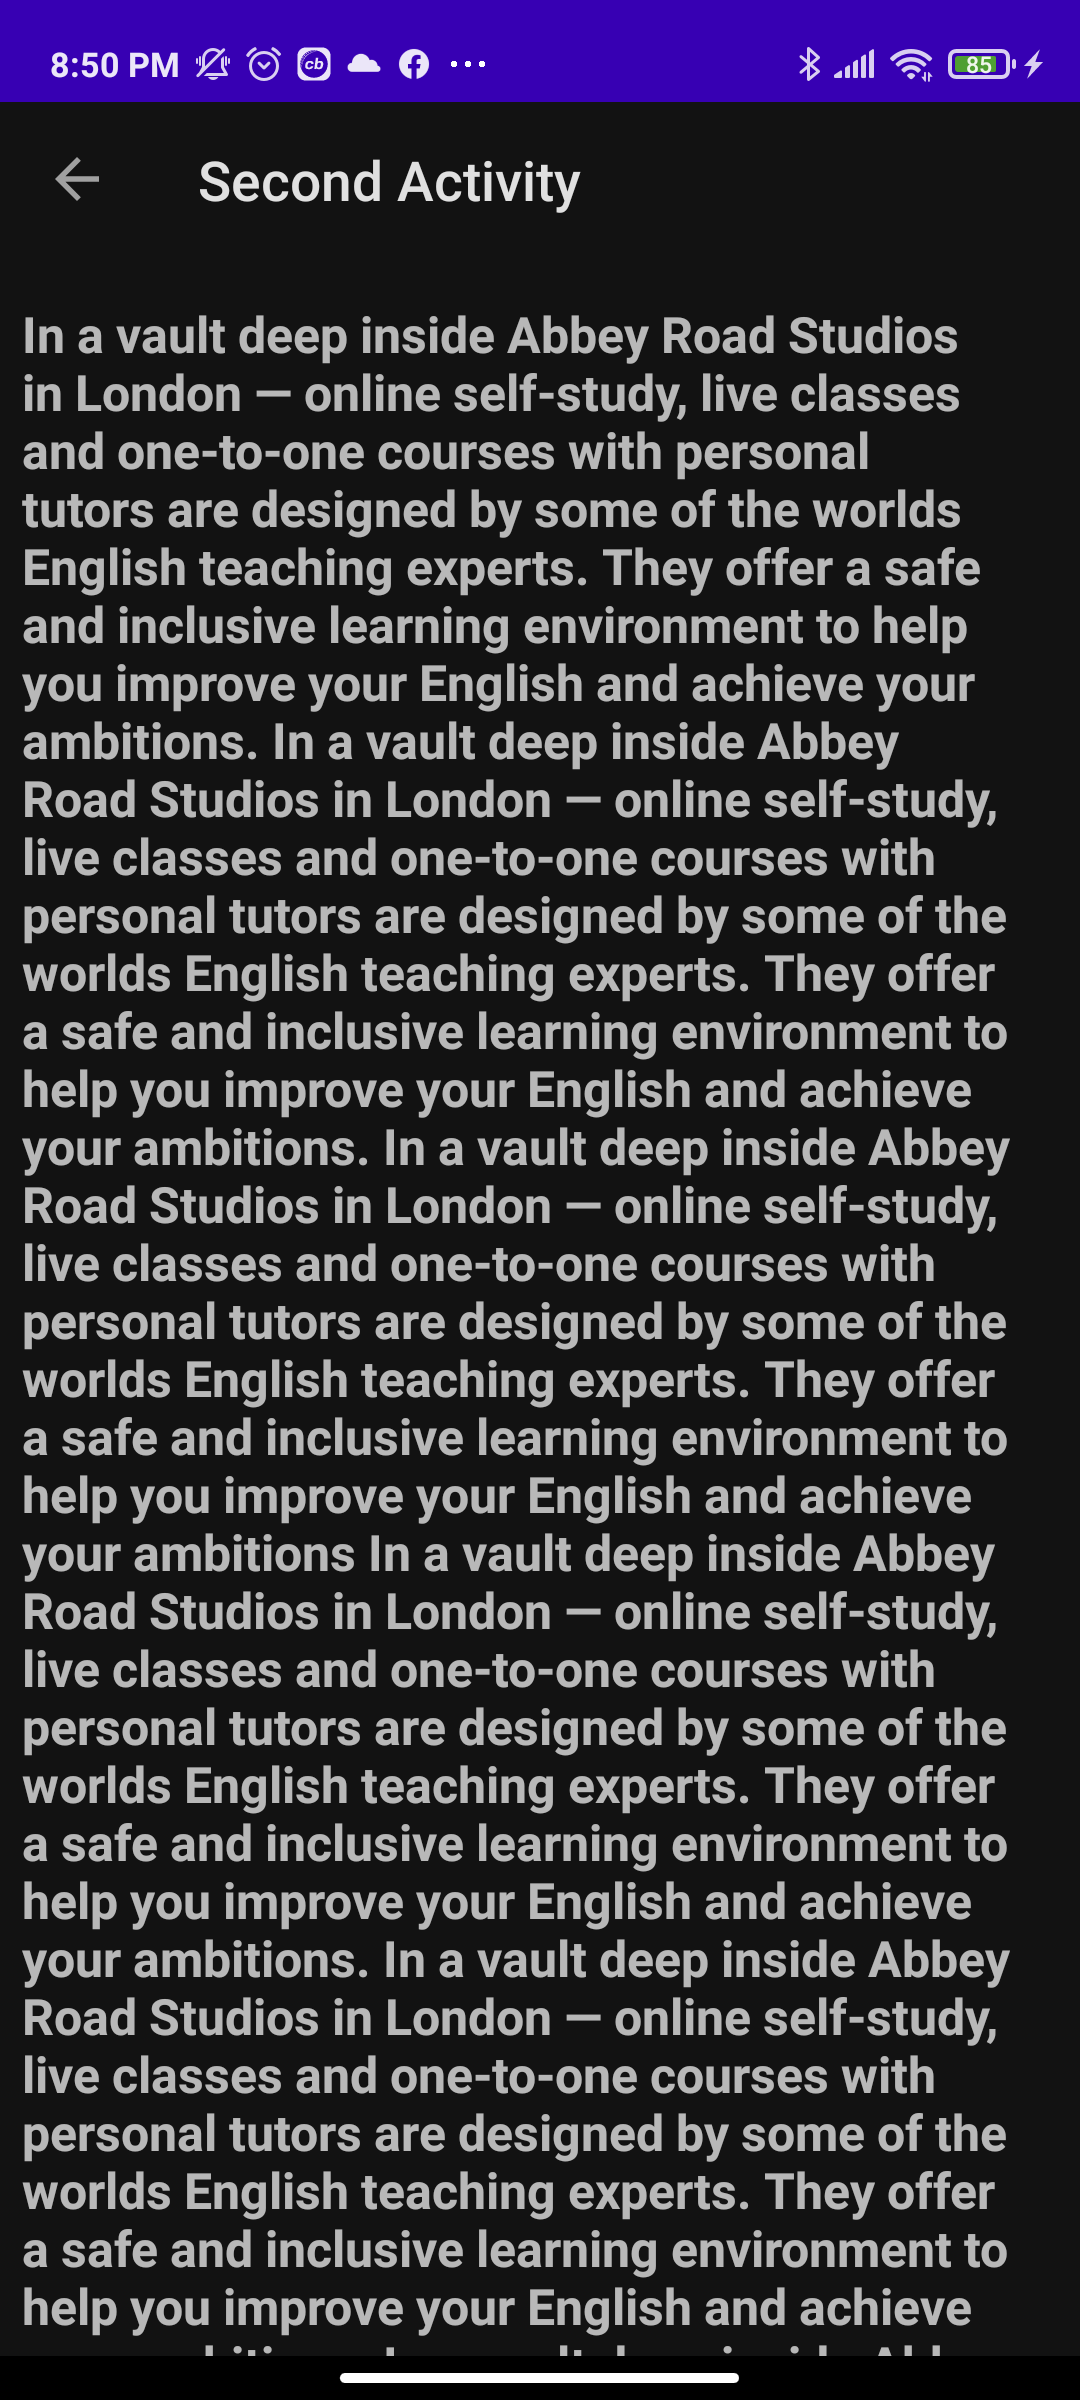 8:50 PM cb 85
Second Activity
In a vault deep inside Abbey Road Studios
in London — online self-study, live classes
and one-to-one courses with personal
tutors are designed by some of the worlds
English teaching experts. They offer a safe
and inclusive learning environment to help
you improve your English and achieve your
ambitions. In a vault deep inside Abbey
Road Studios in London — online self-study,
live classes and one-to-one courses with
personal tutors are designed by some of the
worlds English teaching experts. They offer
a safe and inclusive learning environment to
help you improve your English and achieve
your ambitions. In a vault deep inside Abbey
Road Studios in London — online self-study,
live classes and one-to-one courses with
personal tutors are designed by some of the
worlds English teaching experts. They offer
a safe and inclusive learning environment to
help you improve your English and achieve
your ambitions In a vault deep inside Abbey
Road Studios in London — online self-study,
live classes and one-to-one courses with
personal tutors are designed by some of the
worlds English teaching experts. They offer
a safe and inclusive learning environment to
help you improve your English and achieve
your ambitions. In a vault deep inside Abbey
Road Studios in London — online self-study,
live classes and one-to-one courses with
personal tutors are designed by some of the
worlds English teaching experts. They offer
a safe and inclusive learning environment to
help you improve your English and achieve